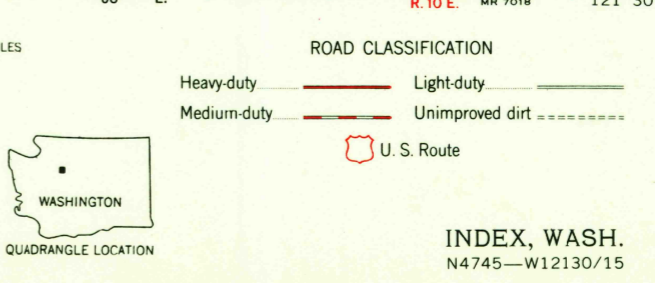 R. 10 E.
MR 7018
121 30
LES
ROAD CLASSIFICATION
Heavy-duty
Light-duty
Medium-duty
Unimproved dirt
U. S. Route
WASHINGTON
QUADRANGLE LOCATION
INDEX, WASH.
N4745—W12130/15